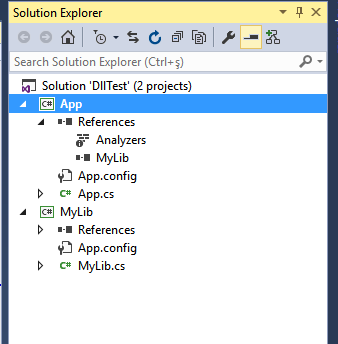 Solution Explorer
Search Solution Explorer (Ctrl+ş)
Solution 'DllTest' (2 projects)
App
References
Analyzers
MyLib
App.config
App.cs
MyLib
References
App.config
MyLib.cs